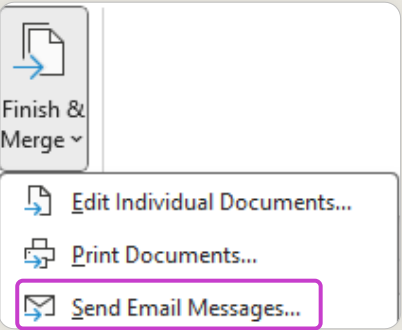 Finish &
Merge
Edit Individual Documents...
Print Documents...
Send Email Messages...